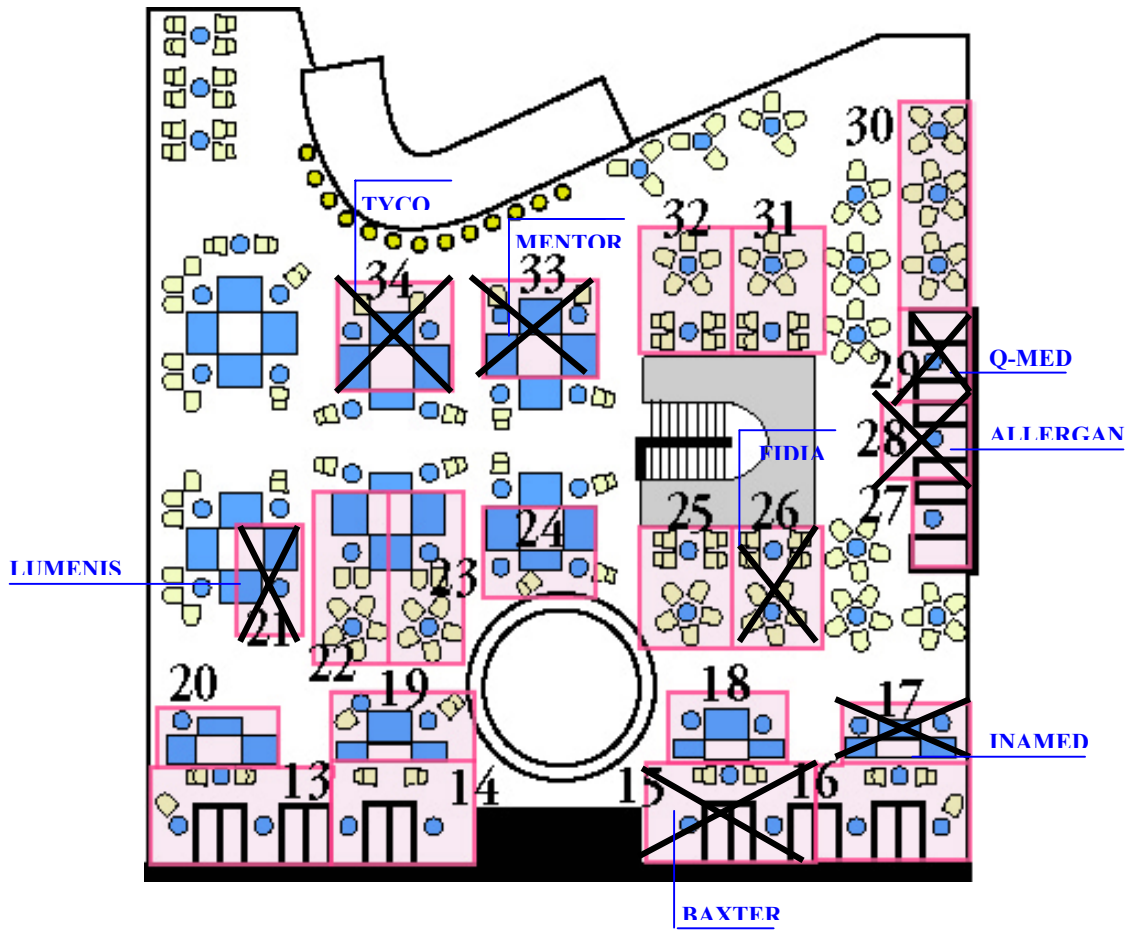 30
TYCO
32 31
MENTOR
34 33
29 Q-MED
28 ALLERGAN
FIDIA
25 26 27
24
LUMENIS 23
21
22
20 19 18 17
INAMED
13 14 15 16
BAXTER